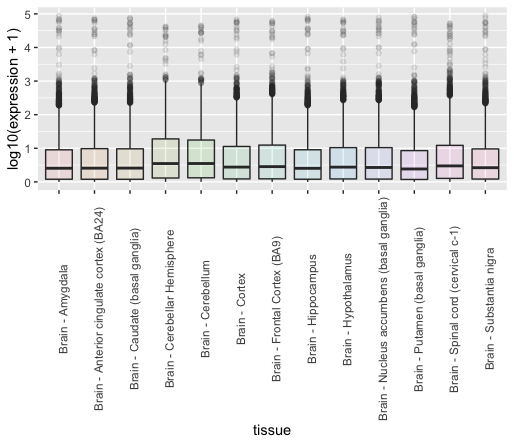 log10(expression + 1)
5
4
3
2
1
0
Brain - Amygdala
Brain - Anterior cingulate cortex (BA24)
Brain - Caudate (basal ganglia)
Brain - Cerebellar Hemisphere
Brain - Cerebellum
Brain - Cortex
Brain - Frontal Cortex (BA9)
Brain - Hippocampus
Brain - Hypothalamus
Brain - Nucleus accumbens (basal ganglia)
Brain - Putamen (basal ganglia)
Brain - Spinal cord (cervical c-1)
Brain - Substantia nigra
tissue